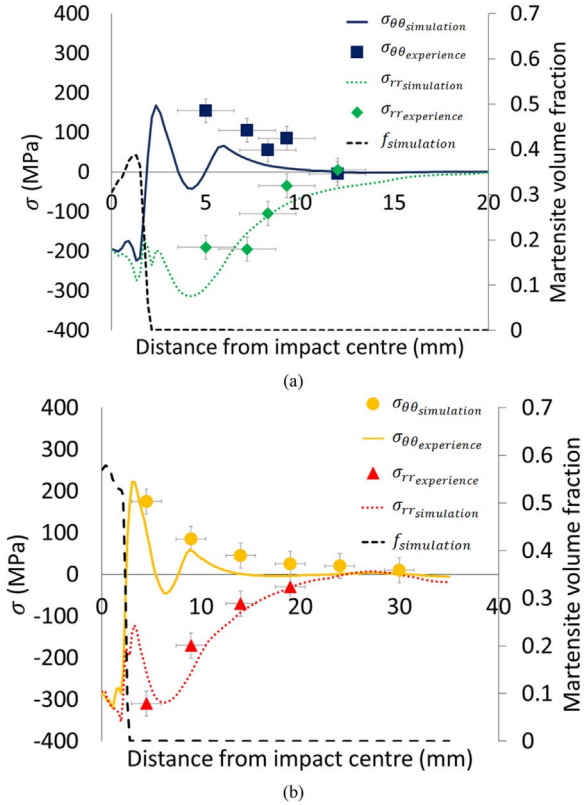 400
300
200
100
0
-100
-200
-300
-400
σ (MPa)
σθθsimulation
σθθexperience
σrrsimulation
σrrexperience
fsimulation
0.7
0.6
0.5
0.4
0.3
0.2
0.1
0
Martensite volume fraction
0 5 10 15 20
Distance from impact centre (mm)
(a)
400
300
200
100
0
-100
-200
-300
-400
σ (MPa)
σθθsimulation
σθθexperience
σrrexperience
σrrsimulation
fsimulation
0.7
0.6
0.5
0.4
0.3
0.2
0.1
0
Martensite volume fraction
0 10 20 30 40
Distance from impact centre (mm)
(b)